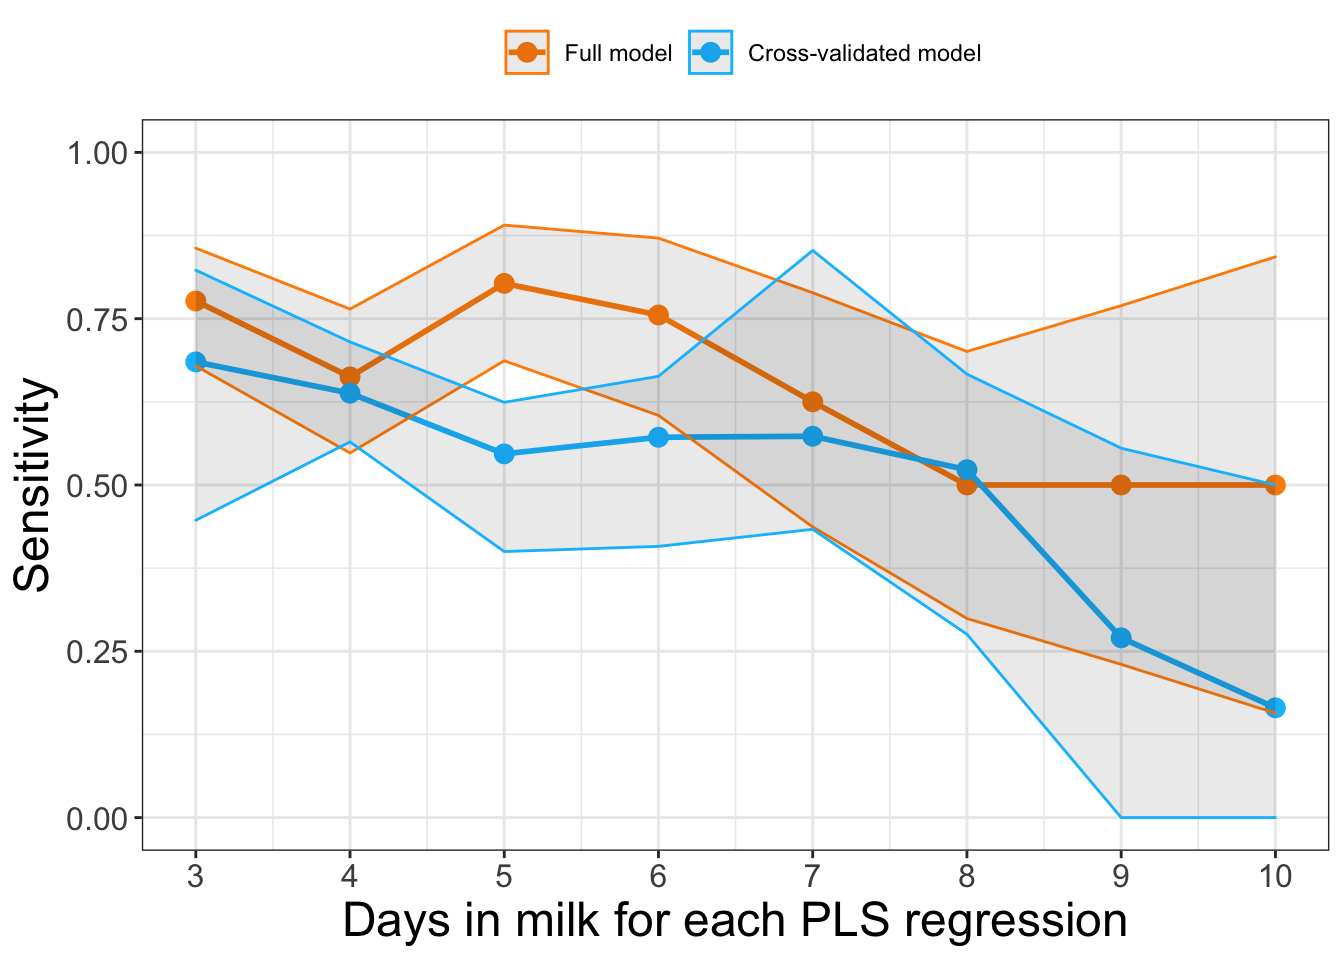 Full model
Cross-validated model
Sensitivity
1.00
0.75
0.50
0.25
0.00
3 4 5 6 7 8 9 10
Days in milk for each PLS regression